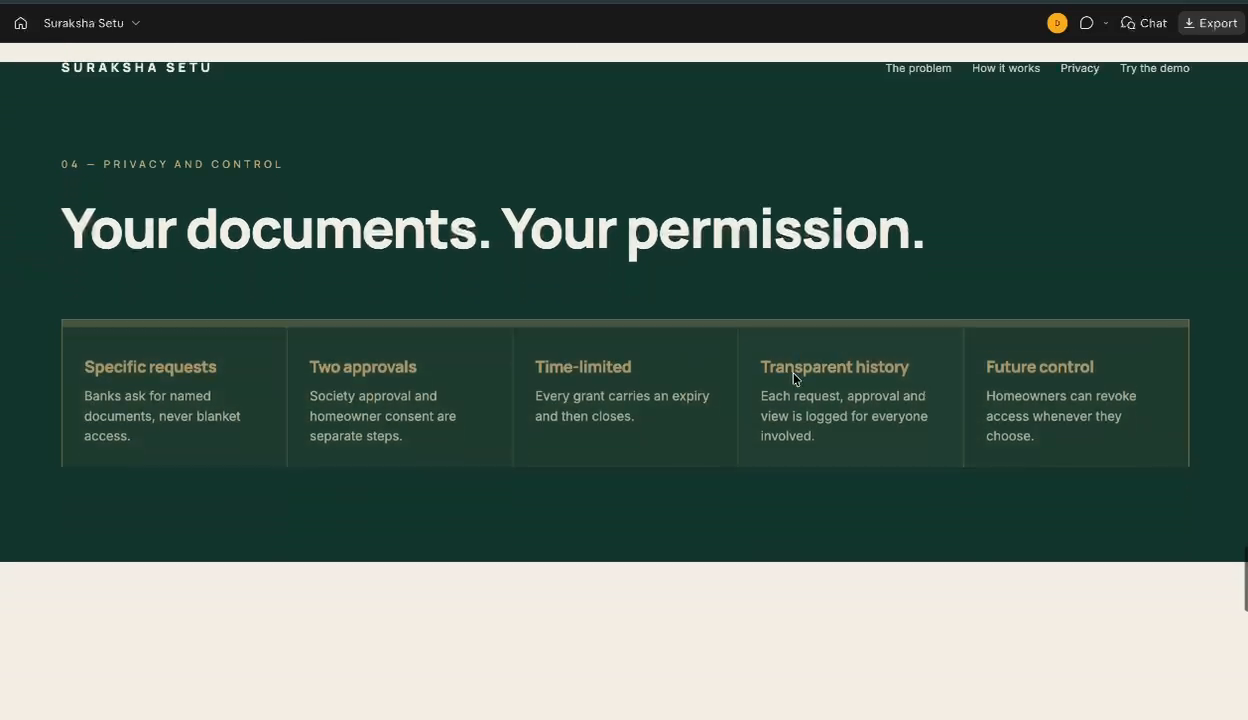 Suraksha Setu
D
Chat
Export
SURAKSHA SETU
The problem
How it works
Privacy
Try the demo
04 — PRIVACY AND CONTROL
Your documents. Your permission.
Specific requests
Banks ask for named
documents, never blanket
access.
Two approvals
Society approval and
homeowner consent are
separate steps.
Time-limited
Every grant carries an expiry
and then closes.
Transparent history
Each request, approval and
view is logged for everyone
involved.
Future control
Homeowners can revoke
access whenever they
choose.